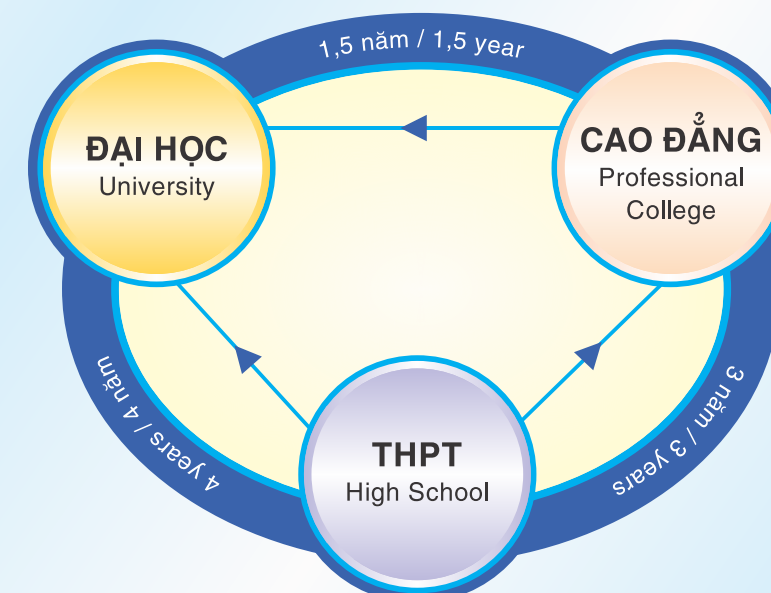 1,5 năm / 1,5 year
ĐẠI HỌC
University
CAO ĐẲNG
Professional
College
4 years / 4 năm
3 năm / 3 years
THPT
High School